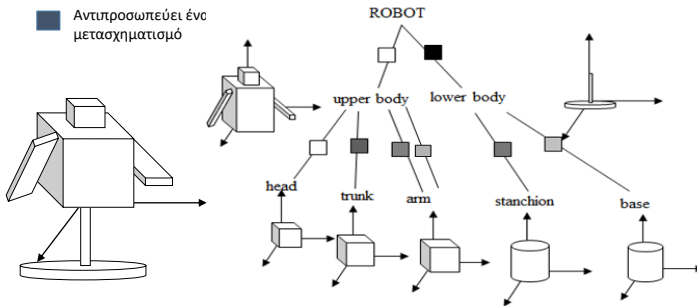 Αντιπροσωπεύει ένα
μετασχηματισμό
ROBOT
upper body
lower body
head
trunk
arm
stanchion
base